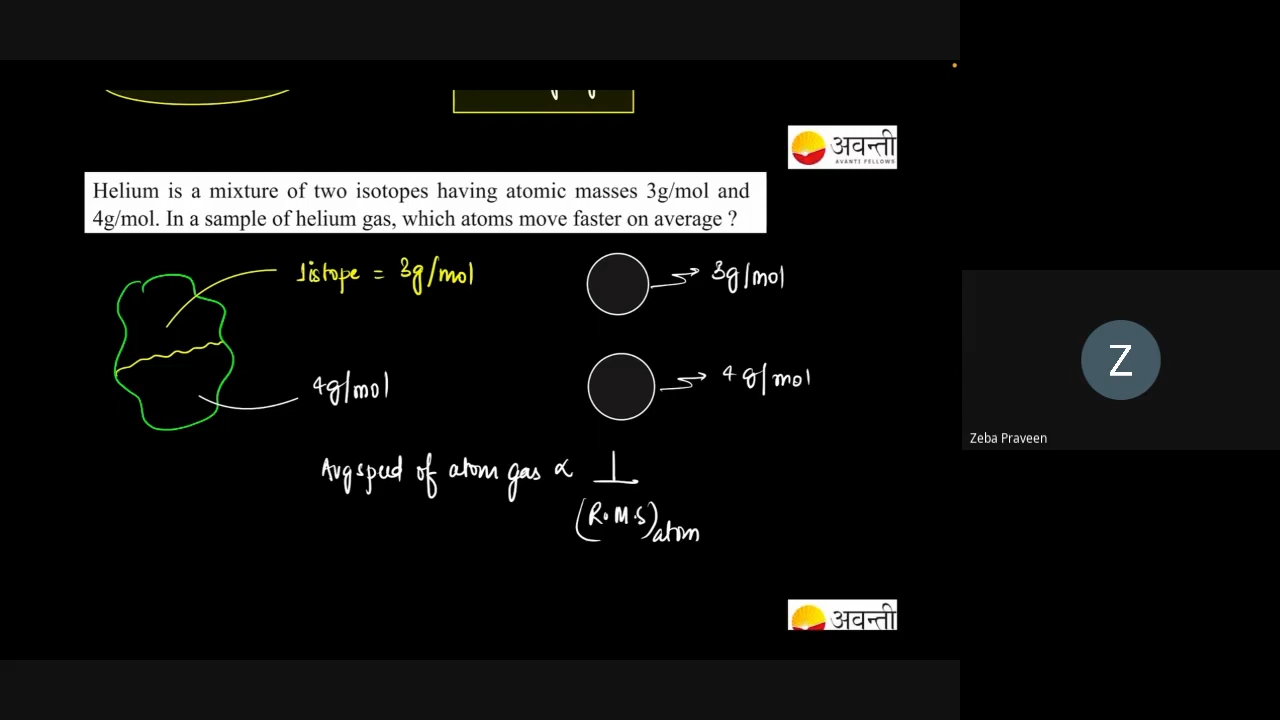 अवन्ती
AVANTI FELLOWS
Helium is a mixture of two isotopes having atomic masses 3g/mol and
4g/mol. In a sample of helium gas, which atoms move faster on average ?
Iistope = 3g/mol
3g/mol
4g/mol
4g/mol
Avg speed of atom gas ∝ 1
(R.M.S)atom
Z
Zeba Praveen
अवन्ती